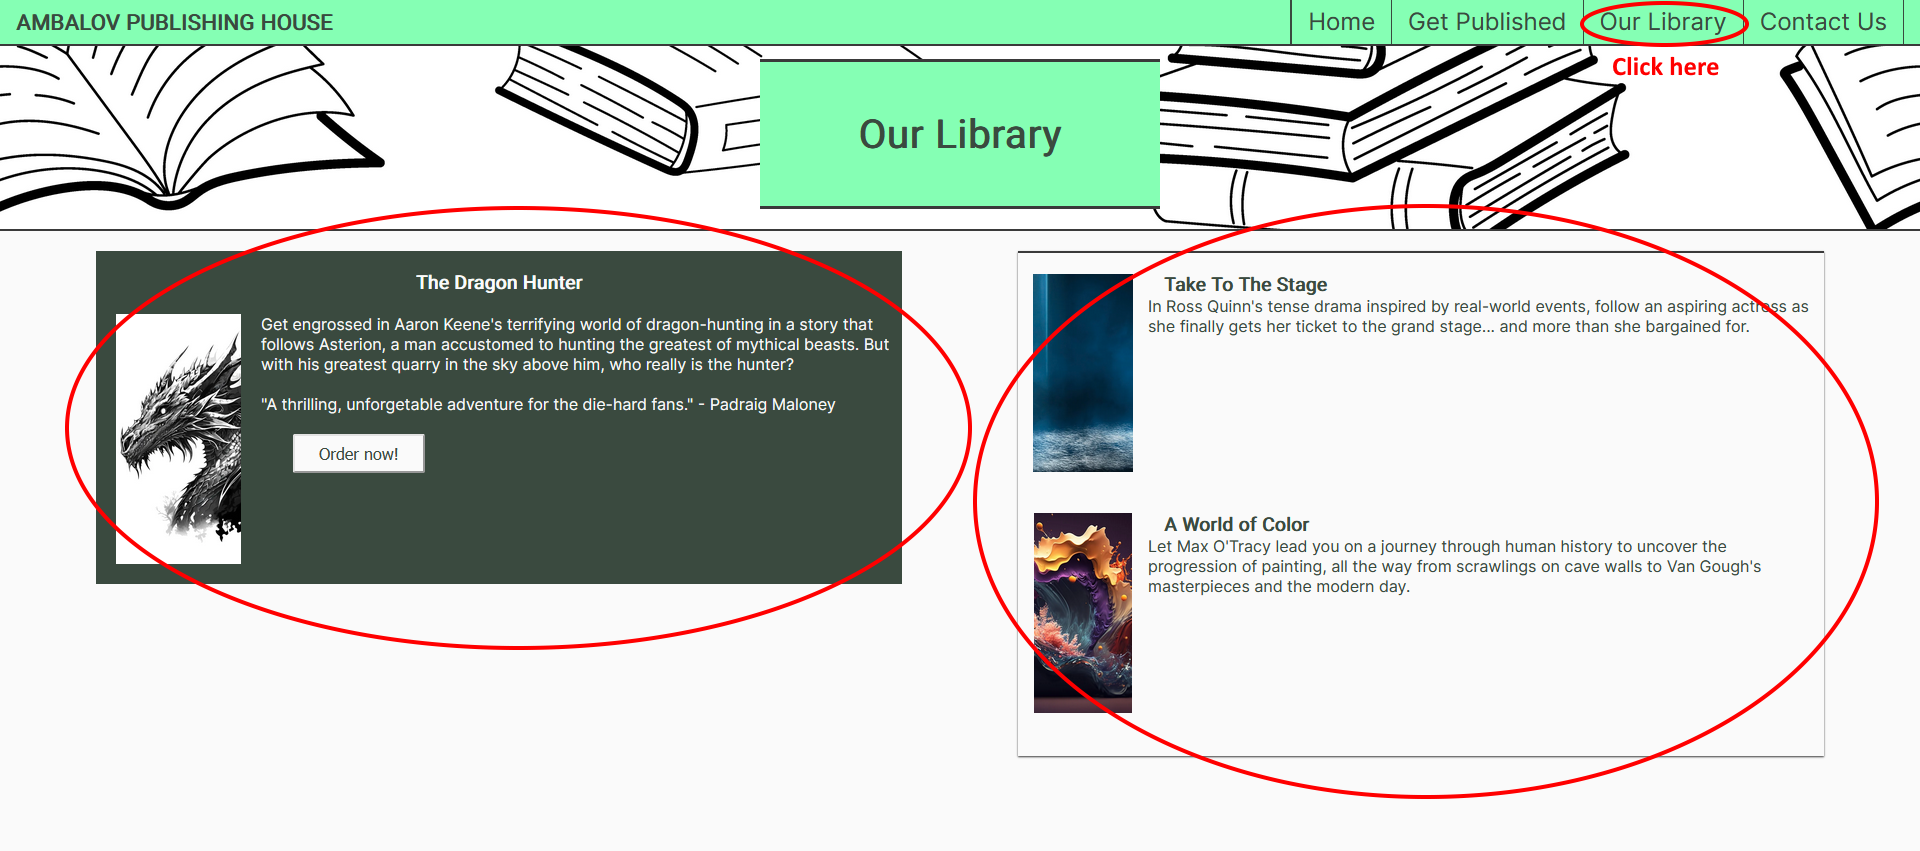 AMBALOV PUBLISHING HOUSE
Home
Get Published
Our Library
Contact Us
Click here
Our Library
The Dragon Hunter
Get engrossed in Aaron Keene's terrifying world of dragon-hunting in a story that
follows Asterion, a man accustomed to hunting the greatest of mythical beasts. But
with his greatest quarry in the sky above him, who really is the hunter?
"A thrilling, unforgetable adventure for the die-hard fans." - Padraig Maloney
Order now!
Take To The Stage
In Ross Quinn's tense drama inspired by real-world events, follow an aspiring actress as
she finally gets her ticket to the grand stage... and more than she bargained for.
A World of Color
Let Max O'Tracy lead you on a journey through human history to uncover the
progression of painting, all the way from scrawlings on cave walls to Van Gough's
masterpieces and the modern day.